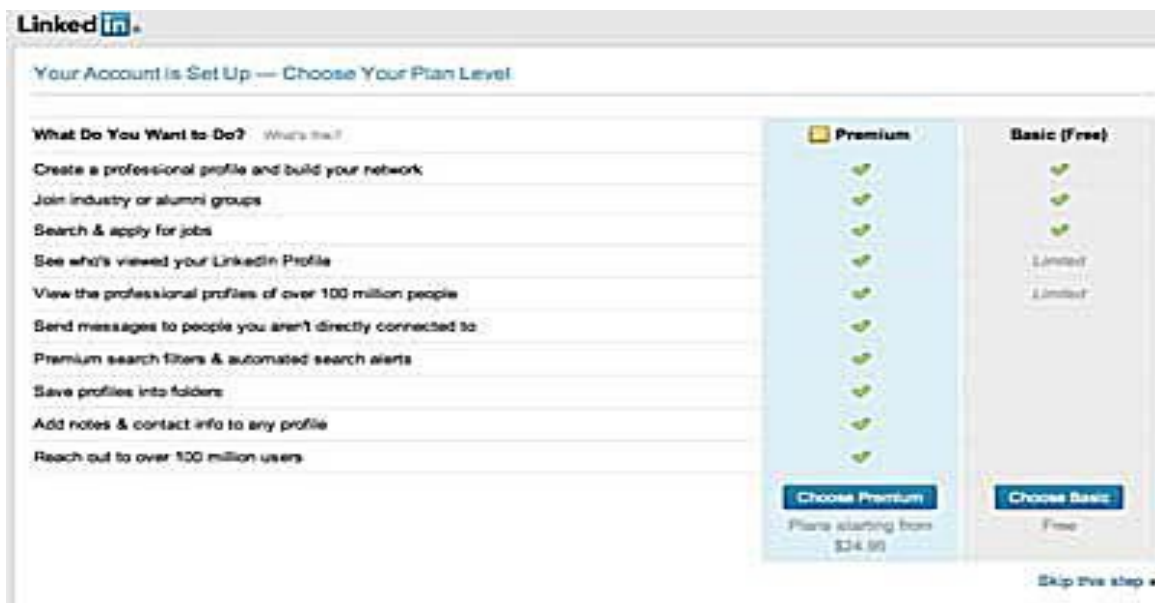 Linked in.
Your Account is Set Up — Choose Your Plan Level
What Do You Want to Do? What's this? Premium Basic (Free)
Create a professional profile and build your network
Join industry or alumni groups
Search & apply for jobs
See who's viewed your LinkedIn Profile Limited
View the professional profiles of over 100 million people Limited
Send messages to people you aren't directly connected to
Premium search filters & automated search alerts
Save profiles into folders
Add notes & contact info to any profile
Reach out to over 100 million users
Choose Premium Choose Basic
Plans starting from Free
$24.95
Skip this step